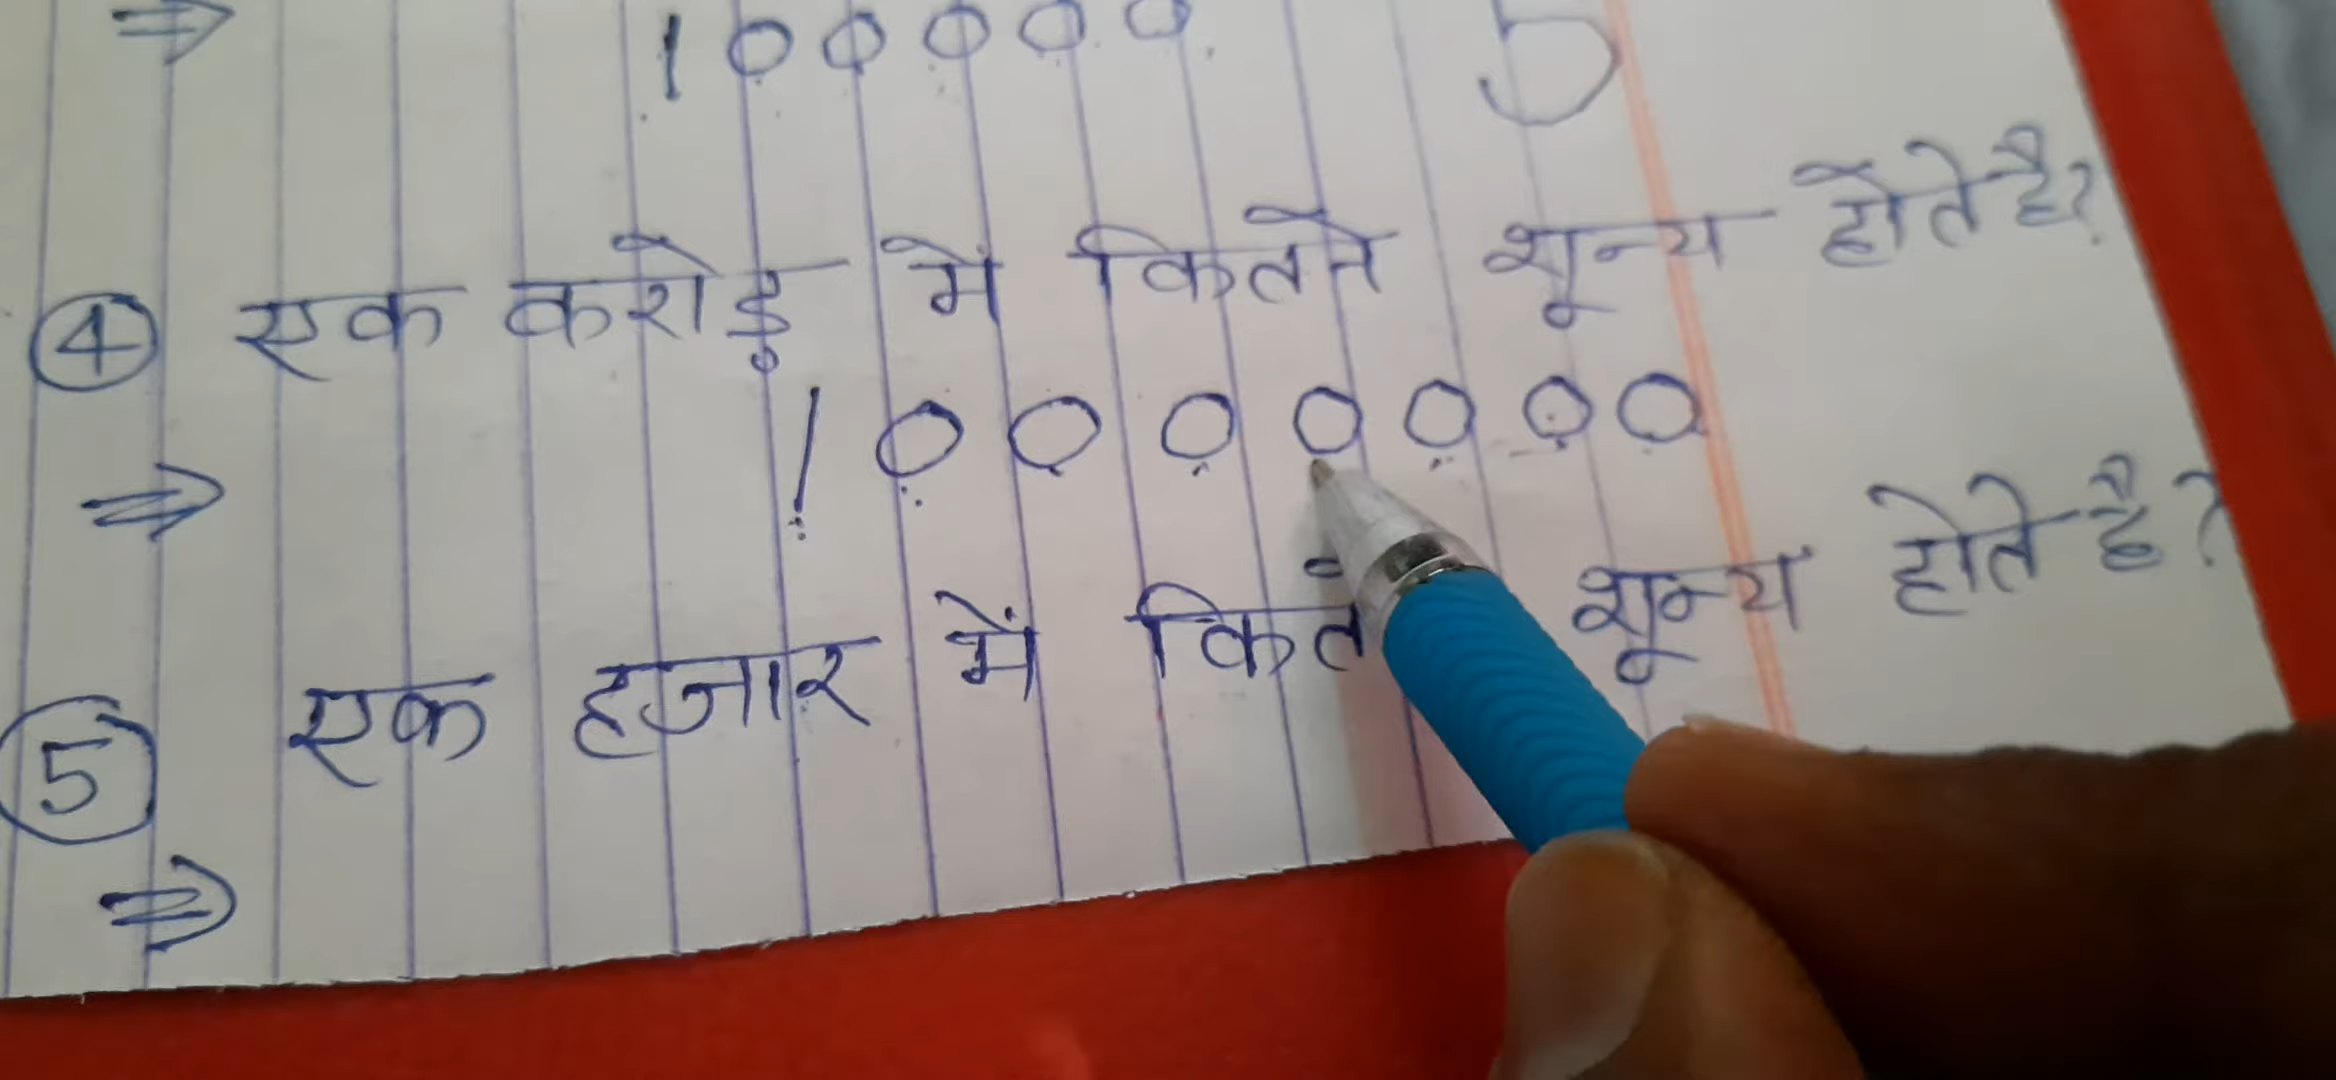 ⇒ 100000 5
④ एक करोड़ में कितने शून्य होते है?
⇒ 10000000
⑤ एक हजार में शून्य होते है?
⇒